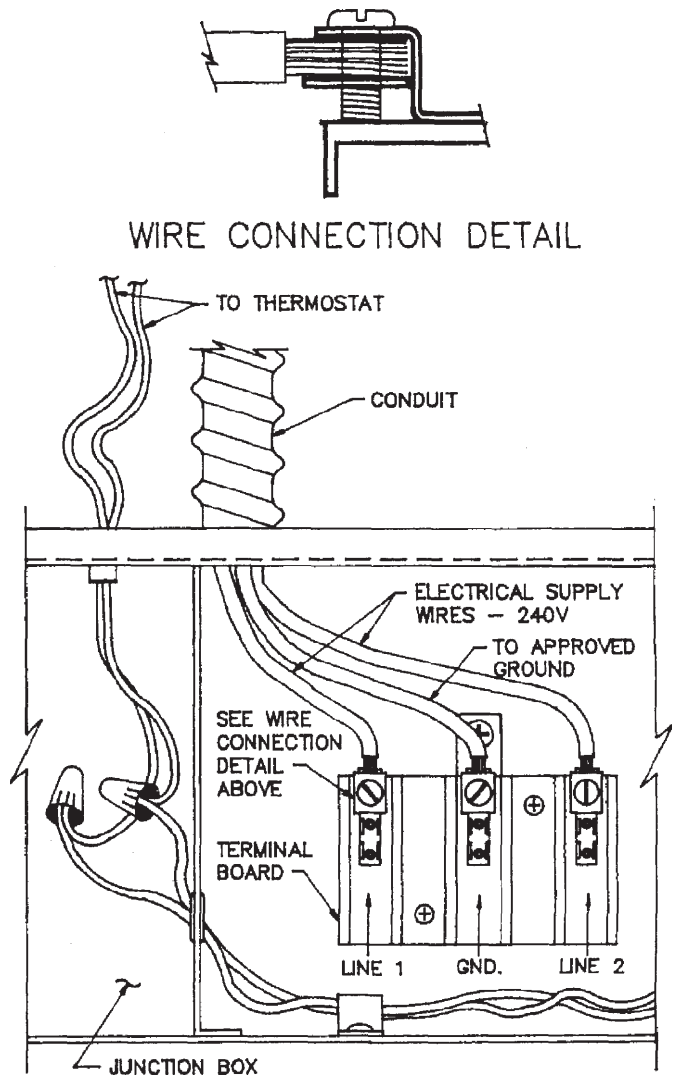 WIRE CONNECTION DETAIL
TO THERMOSTAT
CONDUIT
ELECTRICAL SUPPLY
WIRES – 240V
TO APPROVED
GROUND
SEE WIRE
CONNECTION
DETAIL
ABOVE
TERMINAL
BOARD
LINE 1
GND.
LINE 2
JUNCTION BOX